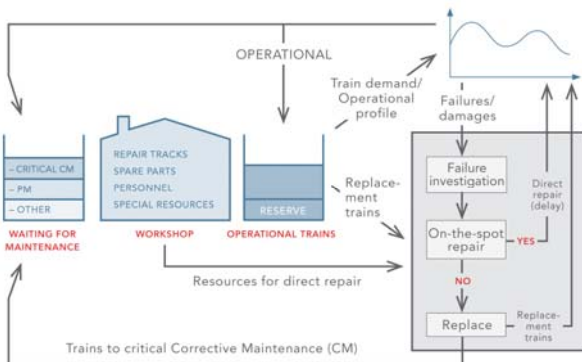 OPERATIONAL
Train demand/
Operational
profile
Failures/
damages
– CRITICAL CM
– PM
– OTHER
WAITING FOR
MAINTENANCE
REPAIR TRACKS
SPARE PARTS
PERSONNEL
SPECIAL RESOURCES
WORKSHOP
RESERVE
OPERATIONAL TRAINS
Replace-
ment
trains
Failure
investigation
On-the-spot
repair
YES
Direct
repair
(delay)
NO
Replace
Replace-
ment
trains
Resources for direct repair
Trains to critical Corrective Maintenance (CM)